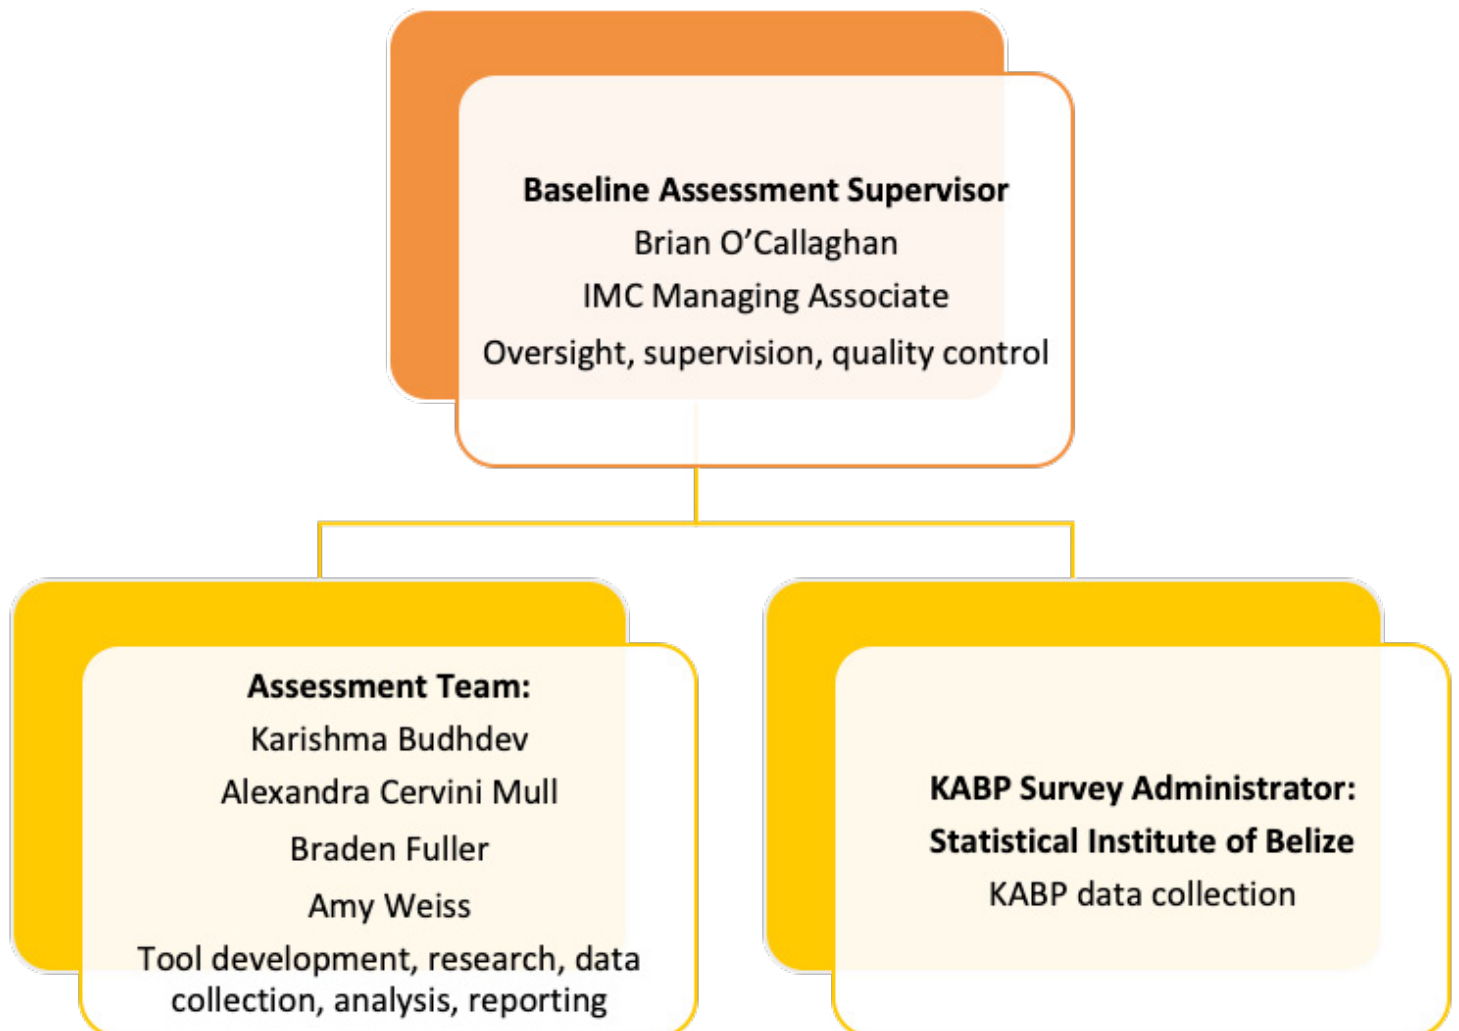 Baseline Assessment Supervisor
Brian O’Callaghan
IMC Managing Associate
Oversight, supervision, quality control
Assessment Team:
Karishma Budhdev
Alexandra Cervini Mull
Braden Fuller
Amy Weiss
Tool development, research, data
collection, analysis, reporting
KABP Survey Administrator:
Statistical Institute of Belize
KABP data collection